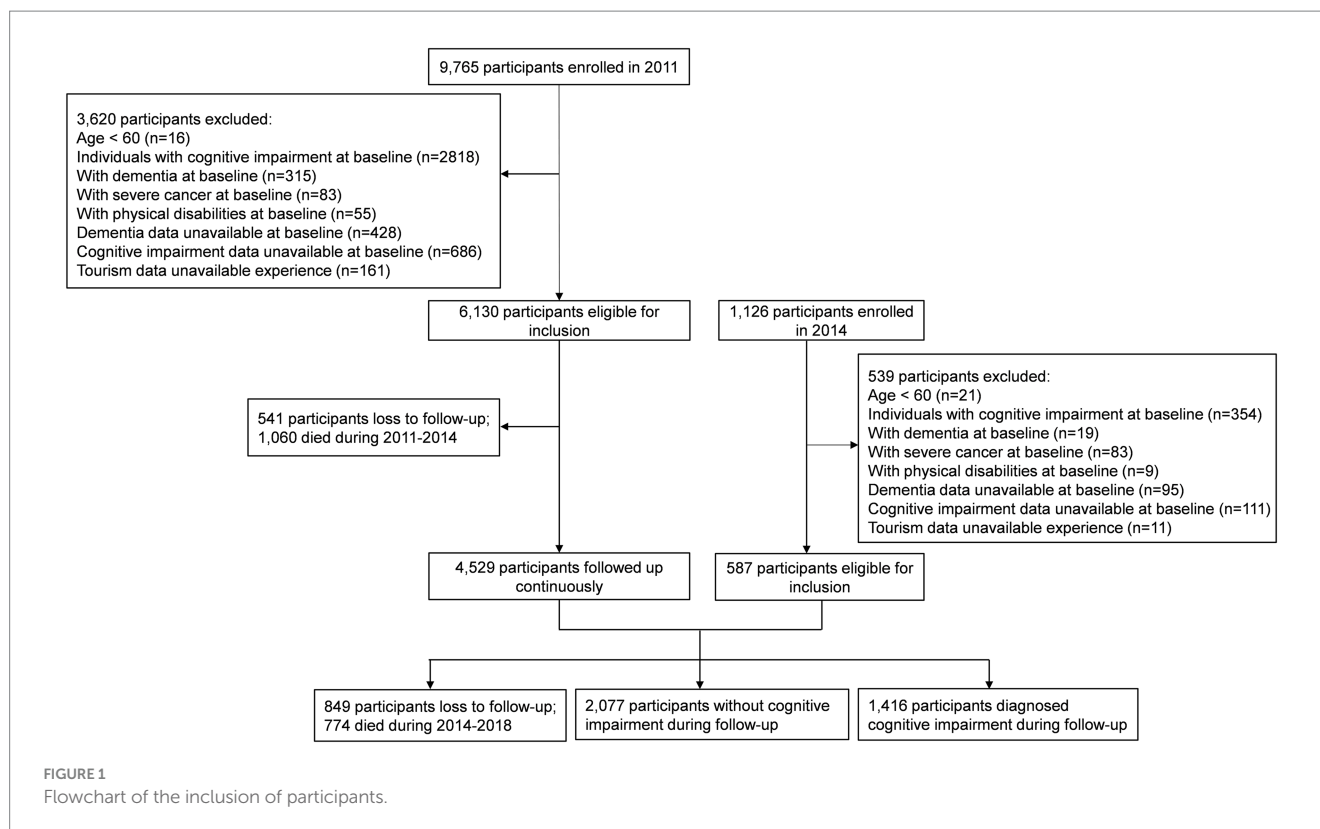 9,765 participants enrolled in 2011
3,620 participants excluded:
Age < 60 (n=16)
Individuals with cognitive impairment at baseline (n=2818)
With dementia at baseline (n=315)
With severe cancer at baseline (n=83)
With physical disabilities at baseline (n=55)
Dementia data unavailable at baseline (n=428)
Cognitive impairment data unavailable at baseline (n=686)
Tourism data unavailable experience (n=161)
6,130 participants eligible for
inclusion
1,126 participants enrolled
in 2014
539 participants excluded:
Age < 60 (n=21)
Individuals with cognitive impairment at baseline (n=354)
With dementia at baseline (n=19)
With severe cancer at baseline (n=83)
With physical disabilities at baseline (n=9)
Dementia data unavailable at baseline (n=95)
Cognitive impairment data unavailable at baseline (n=111)
Tourism data unavailable experience (n=11)
541 participants loss to follow-up;
1,060 died during 2011-2014
4,529 participants followed up
continuously
587 participants eligible for
inclusion
849 participants loss to follow-up;
774 died during 2014-2018
2,077 participants without cognitive
impairment during follow-up
1,416 participants diagnosed
cognitive impairment during follow-up
FIGURE 1
Flowchart of the inclusion of participants.